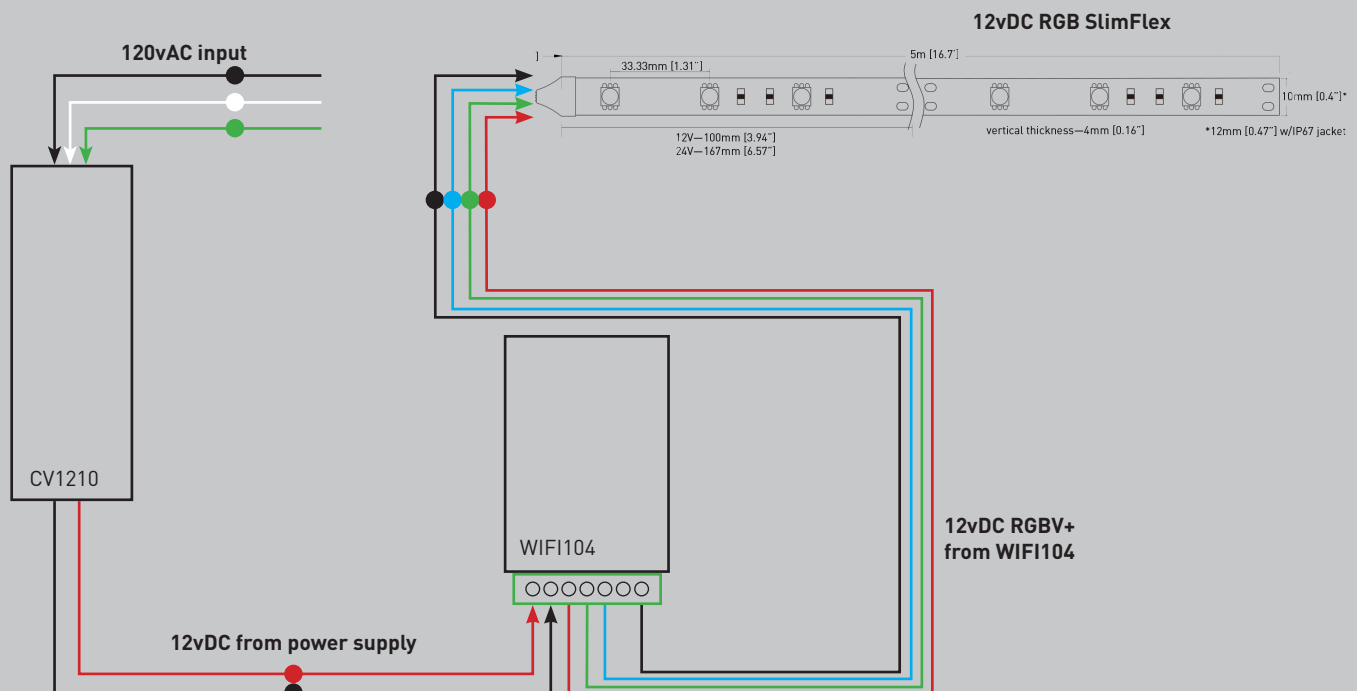 12vDC RGB SlimFlex
120vAC input
5m [16.7']
33.33mm [1.31"]
10mm [0.4"]*
12V—100mm [3.94"]
24V—167mm [6.57"]
vertical thickness—4mm [0.16"]
*12mm [0.47"] w/IP67 jacket
CV1210
WIFI104
12vDC RGBV+
from WIFI104
12vDC from power supply